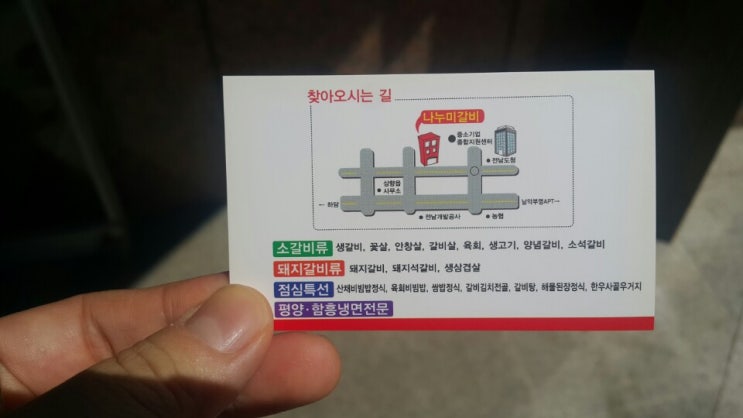 찾아오시는 길
나누미갈비
중소기업
종합지원센터
전남도청
삼향읍
사무소
← 하당
남악부영APT→
전남개발공사
농협
소갈비류 생갈비, 꽃살, 안창살, 갈비살, 육회, 생고기, 양념갈비, 소석갈비
돼지갈비류 돼지갈비, 돼지석갈비, 생삼겹살
점심특선 산채비빔밥정식, 육회비빔밥, 쌈밥정식, 갈비김치전골, 갈비탕, 해물된장정식, 한우사골우거지
평양·함흥냉면전문